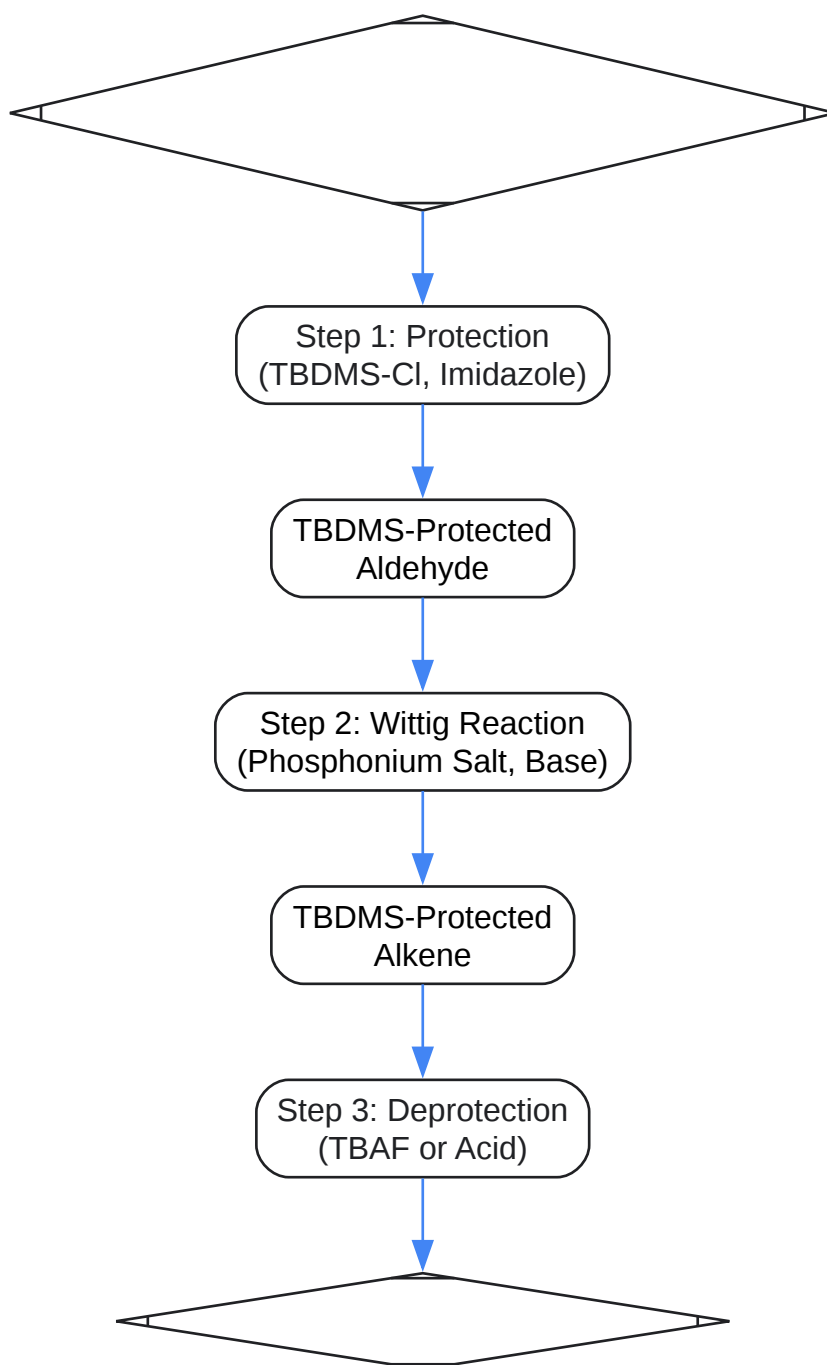 Step 1: Protection
(TBDMS-Cl, Imidazole)
TBDMS-Protected
Aldehyde
Step 2: Wittig Reaction
(Phosphonium Salt, Base)
TBDMS-Protected
Alkene
Step 3: Deprotection
(TBAF or Acid)